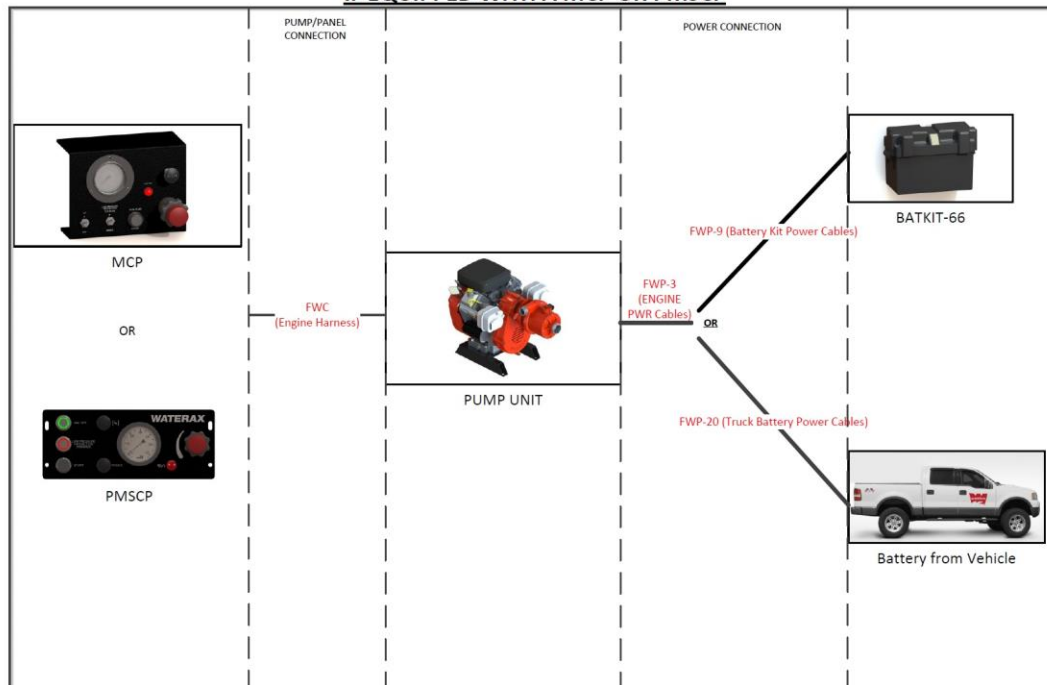 PUMP/PANEL
CONNECTION
POWER CONNECTION
MCP
OR
PMSCP
WATERAX
FWC
(Engine Harness)
PUMP UNIT
FWP-3
(ENGINE
PWR Cables)
OR
FWP-9 (Battery Kit Power Cables)
FWP-20 (Truck Battery Power Cables)
BATKIT-66
Battery from Vehicle